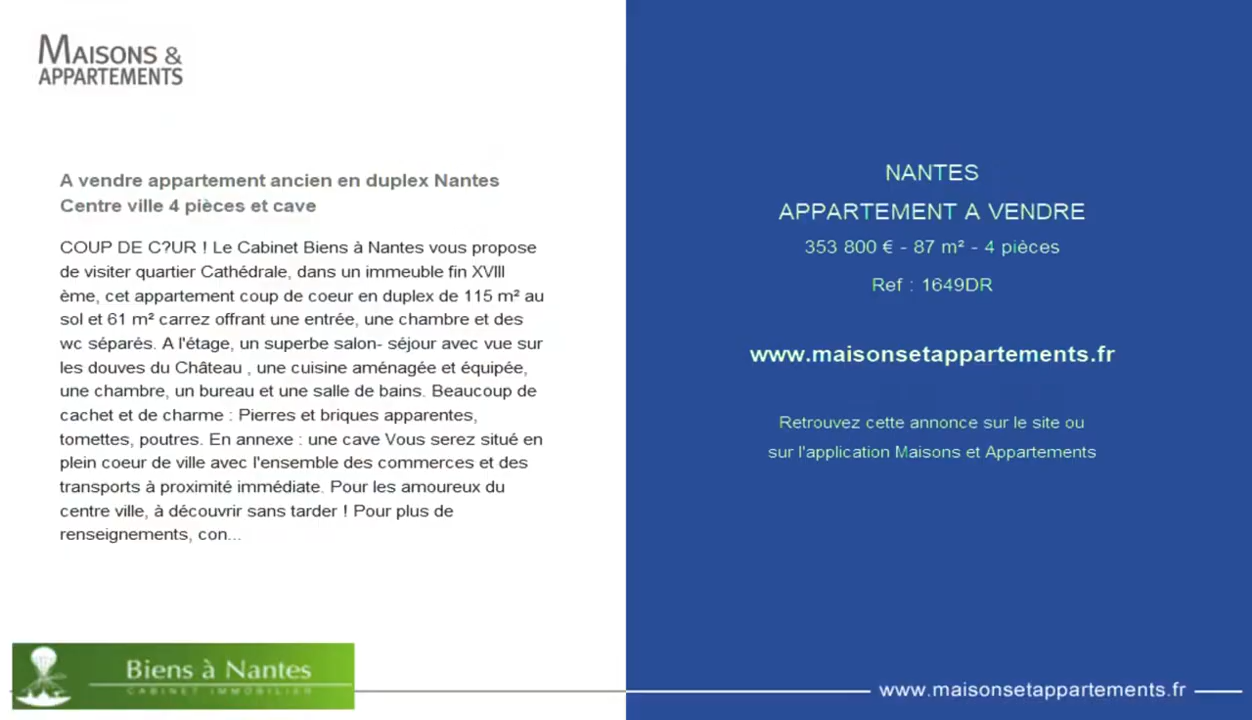 MAISONS &
APPARTEMENTS
A vendre appartement ancien en duplex Nantes
Centre ville 4 pièces et cave
COUP DE C?UR ! Le Cabinet Biens à Nantes vous propose
de visiter quartier Cathédrale, dans un immeuble fin XVIII
ème, cet appartement coup de coeur en duplex de 115 m² au
sol et 61 m² carrez offrant une entrée, une chambre et des
wc séparés. A l'étage, un superbe salon- séjour avec vue sur
les douves du Château , une cuisine aménagée et équipée,
une chambre, un bureau et une salle de bains. Beaucoup de
cachet et de charme : Pierres et briques apparentes,
tomettes, poutres. En annexe : une cave Vous serez situé en
plein coeur de ville avec l'ensemble des commerces et des
transports à proximité immédiate. Pour les amoureux du
centre ville, à découvrir sans tarder ! Pour plus de
renseignements, con...
Biens à Nantes
CABINET IMMOBILIER
NANTES
APPARTEMENT A VENDRE
353 800 € - 87 m² - 4 pièces
Ref : 1649DR
www.maisonsetappartements.fr
Retrouvez cette annonce sur le site ou
sur l'application Maisons et Appartements
www.maisonsetappartements.fr